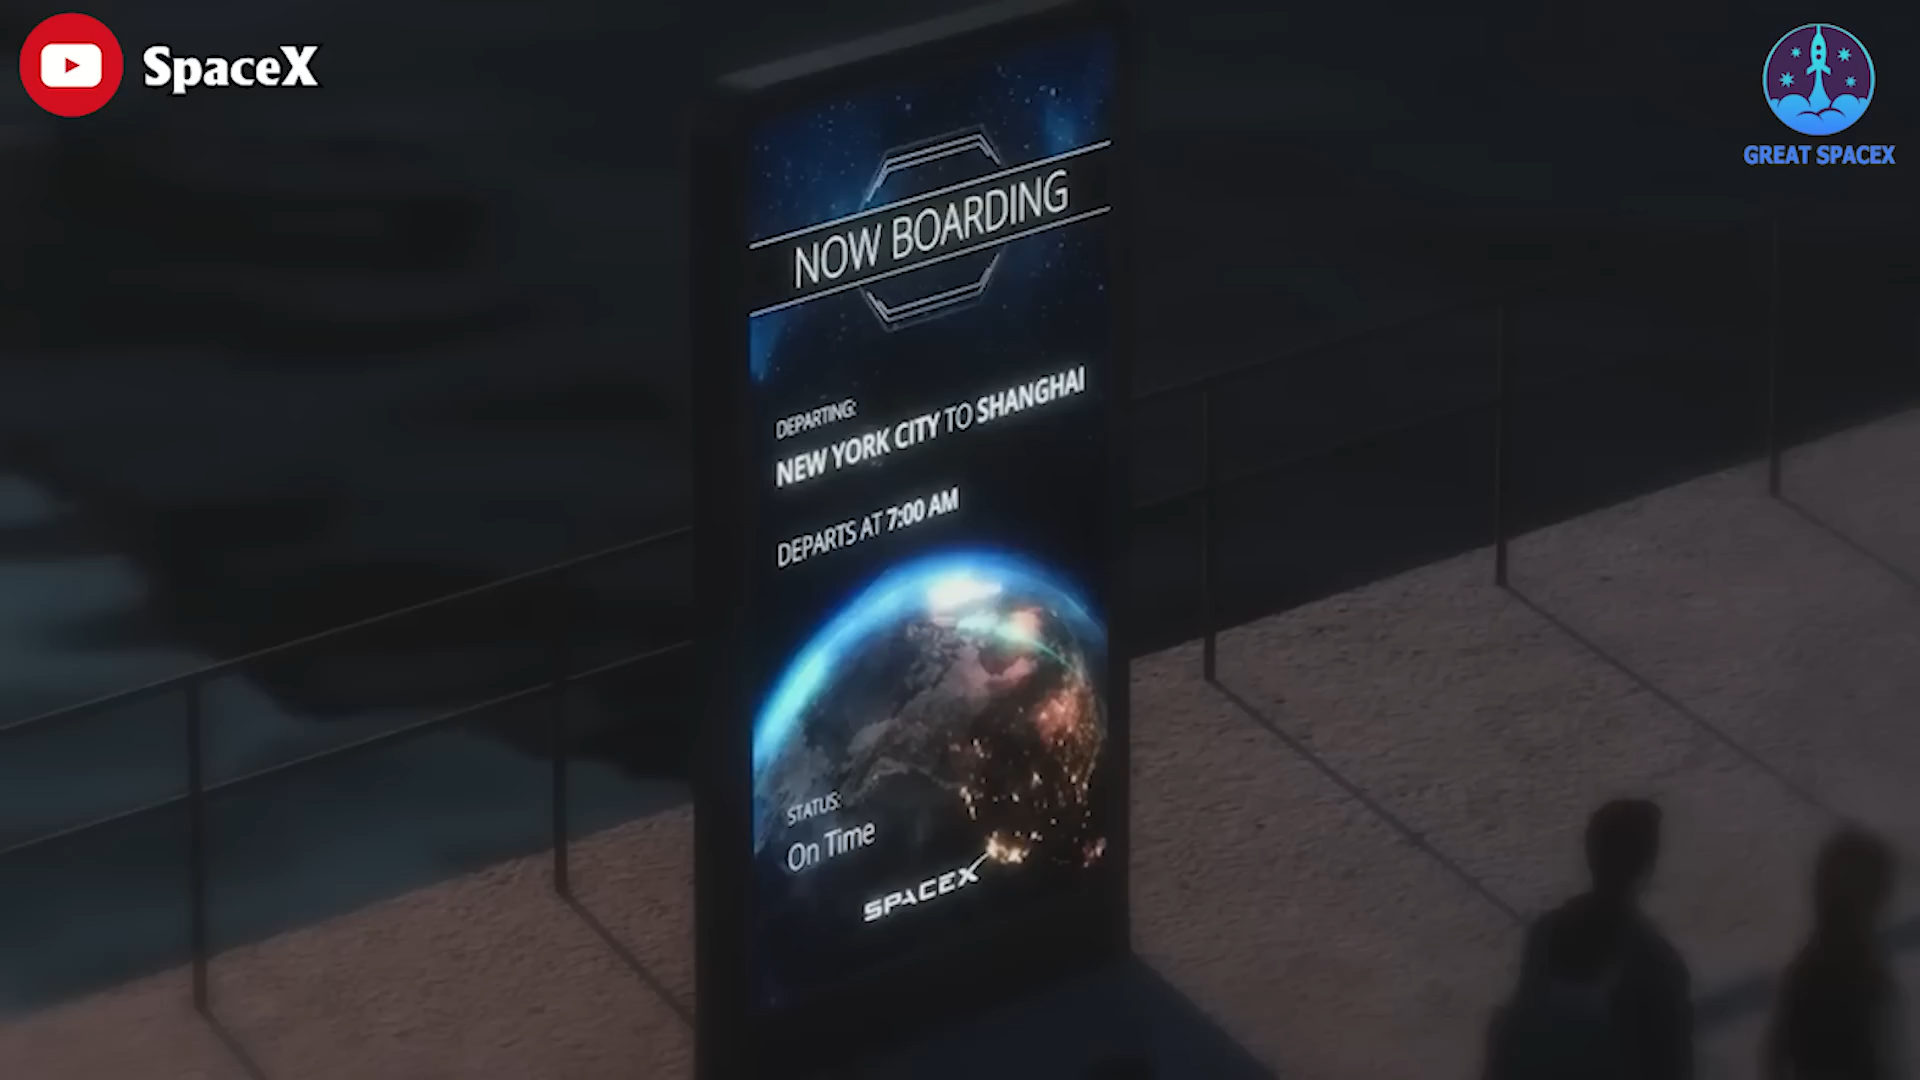 SpaceX
GREAT SPACEX
NOW BOARDING
DEPARTING:
NEW YORK CITY TO SHANGHAI
DEPARTS AT 7:00 AM
STATUS:
On Time
SPACEX